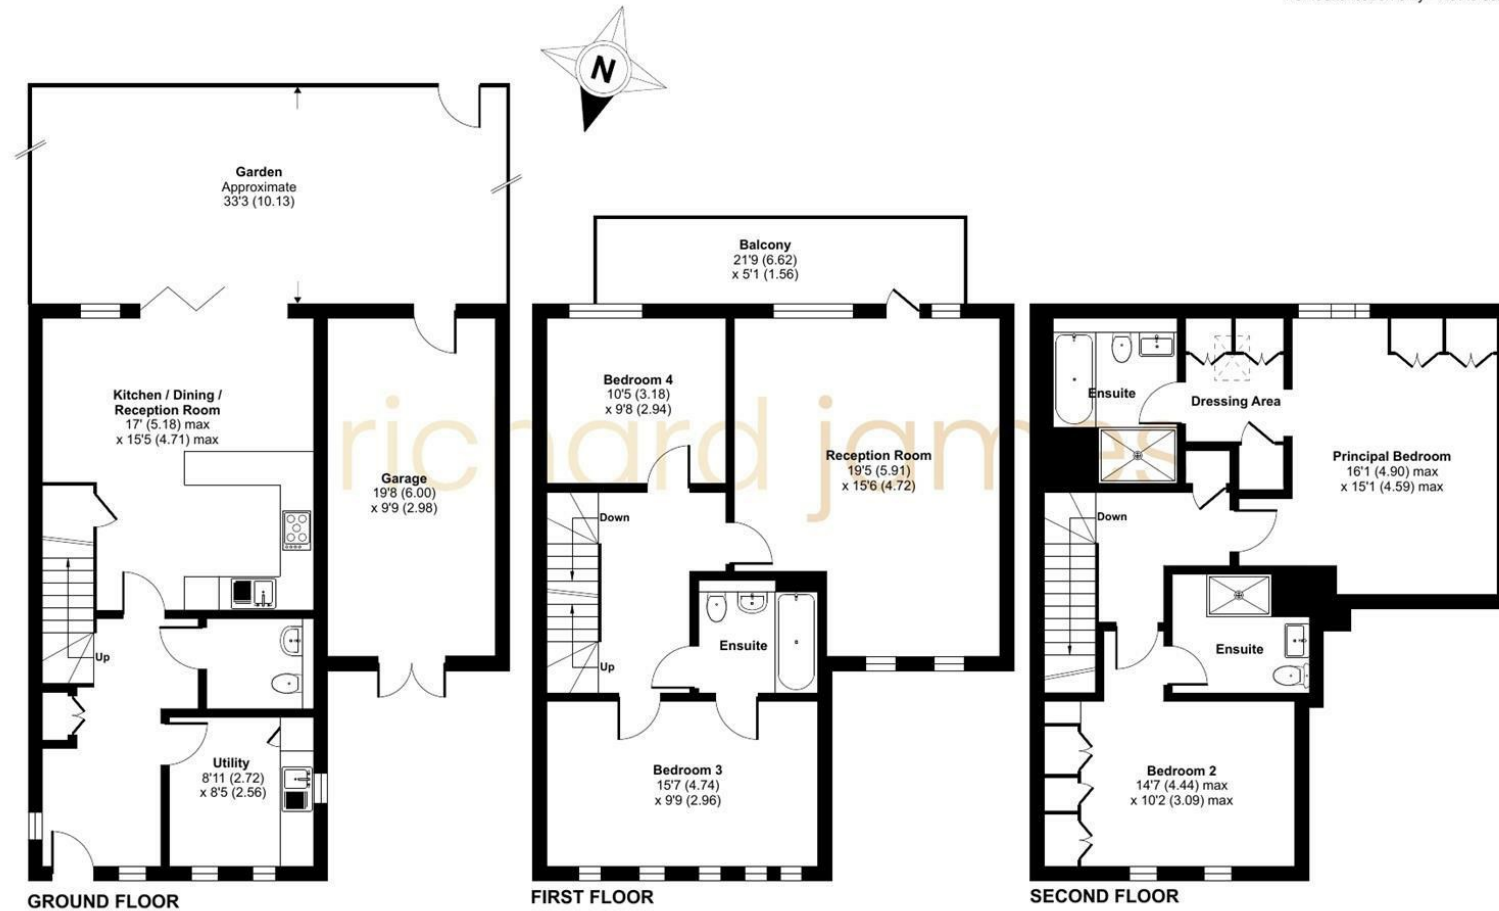 N
Garden
Approximate
33'3 (10.13)
Kitchen / Dining /
Reception Room
17' (5.18) max
x 15'5 (4.71) max
Garage
19'8 (6.00)
x 9'9 (2.98)
Up
Utility
8'11 (2.72)
x 8'5 (2.56)
GROUND FLOOR
Balcony
21'9 (6.62)
x 5'1 (1.56)
Bedroom 4
10'5 (3.18)
x 9'8 (2.94)
Reception Room
19'5 (5.91)
x 15'6 (4.72)
Down
Ensuite
Up
Bedroom 3
15'7 (4.74)
x 9'9 (2.96)
FIRST FLOOR
Ensuite
Dressing Area
Principal Bedroom
16'1 (4.90) max
x 15'1 (4.59) max
Down
Ensuite
Bedroom 2
14'7 (4.44) max
x 10'2 (3.09) max
SECOND FLOOR
richard james